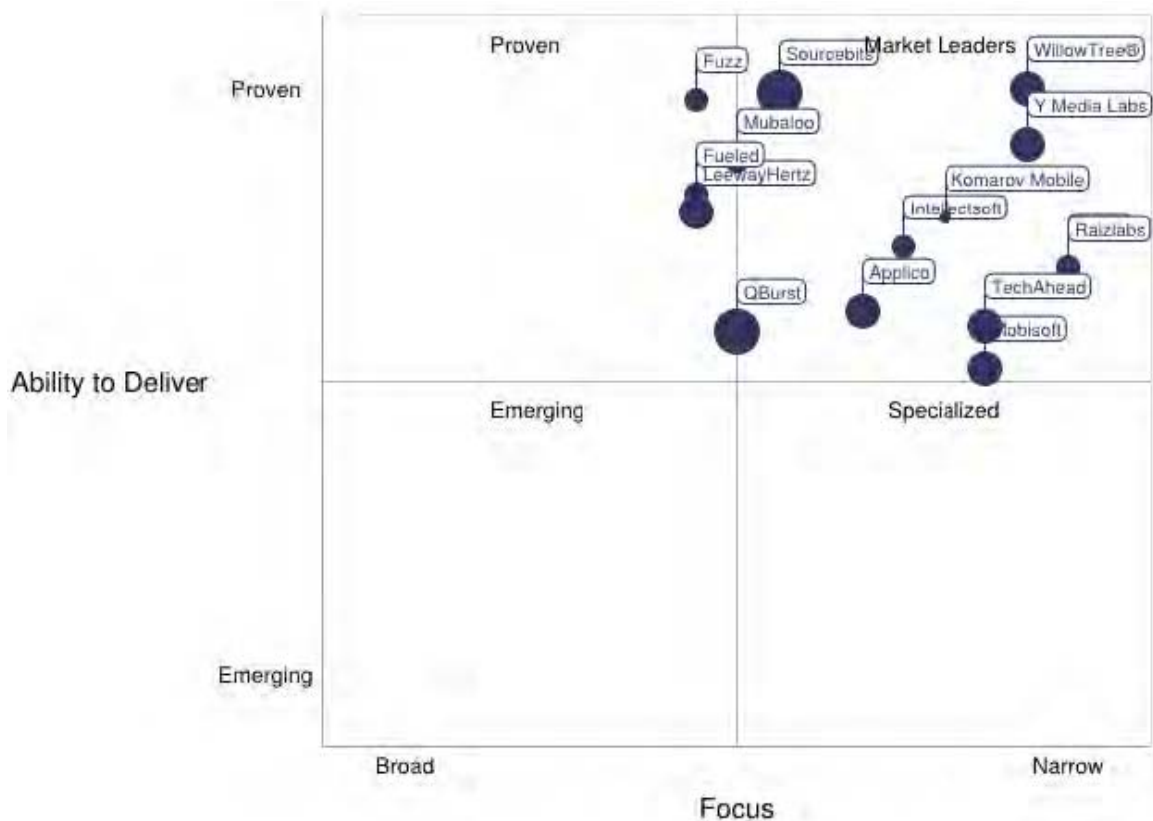 Proven
Market Leaders
WillowTree®
Fuzz
Sourcebits
Proven
Y Media Labs
Mubaloo
Fueled
LeewayHertz
Komarov Mobile
Intellectsoft
Raizlabs
Applico
TechAhead
QBurst
Mobisoft
Ability to Deliver
Emerging
Specialized
Emerging
Broad
Narrow
Focus